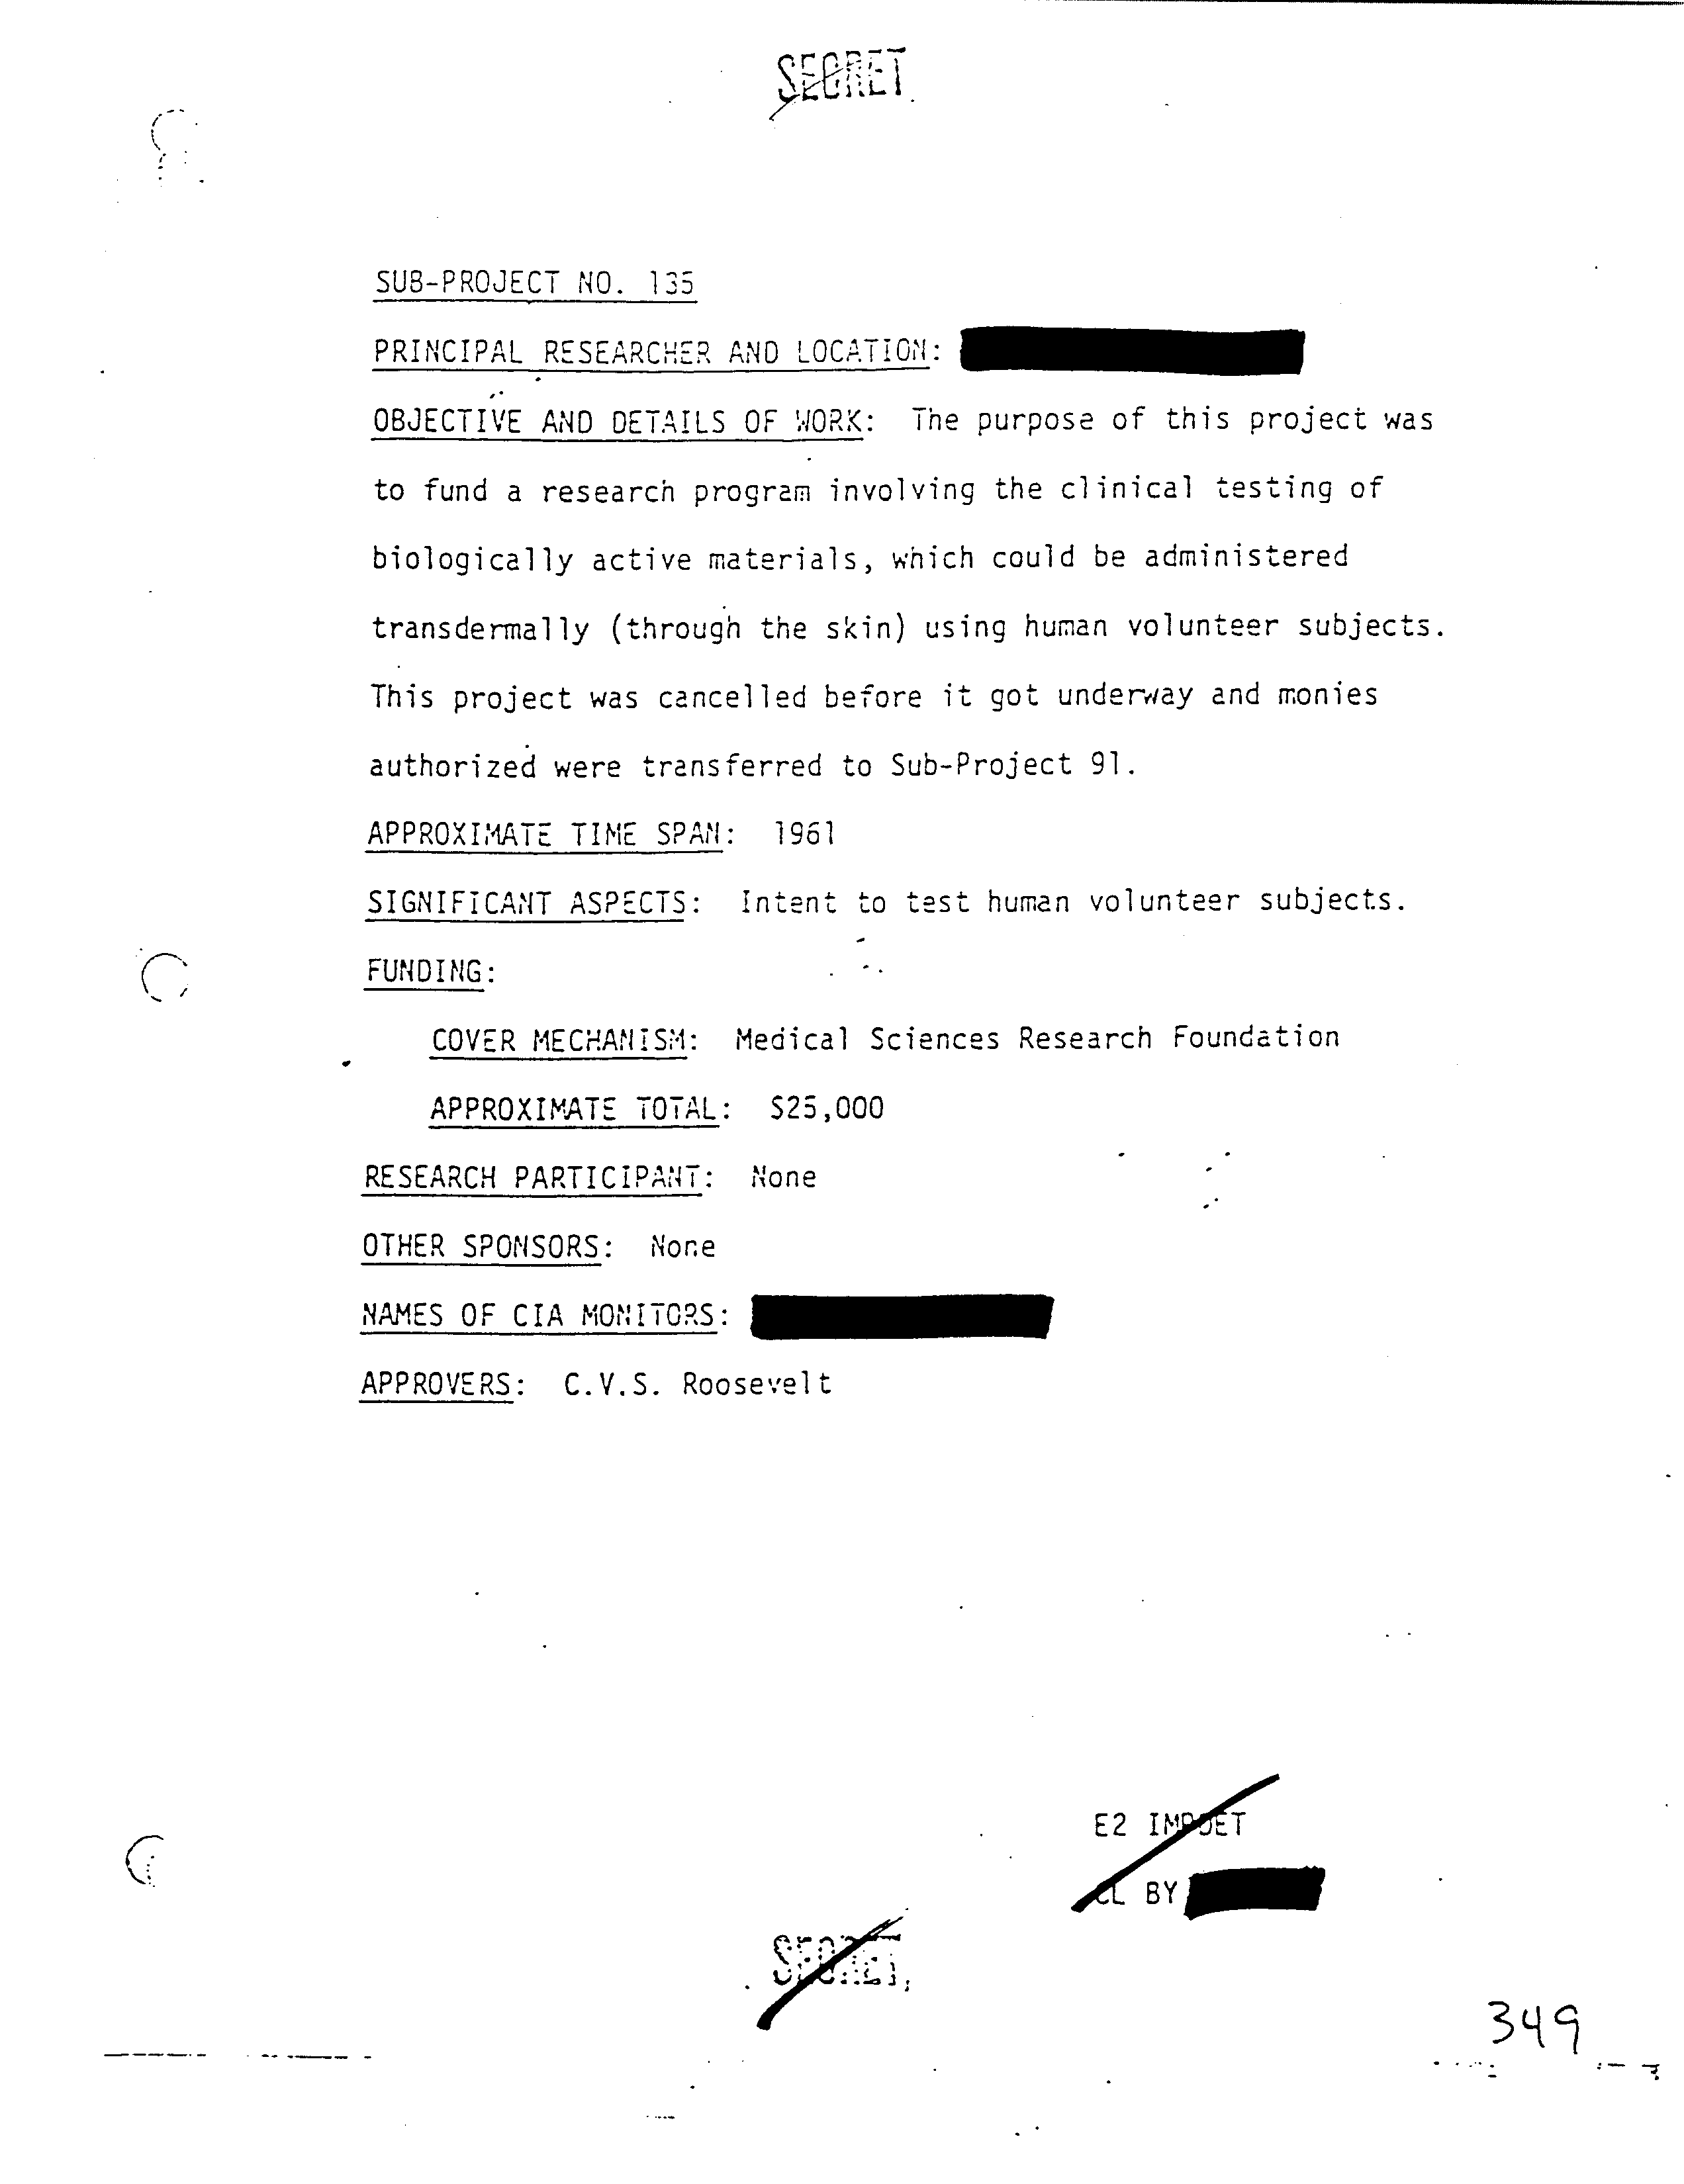 SECRET
SUB-PROJECT NO. 135
PRINCIPAL RESEARCHER AND LOCATION:
OBJECTIVE AND DETAILS OF WORK: The purpose of this project was
to fund a research program involving the clinical testing of
biologically active materials, which could be administered
transdermally (through the skin) using human volunteer subjects.
This project was cancelled before it got underway and monies
authorized were transferred to Sub-Project 91.
APPROXIMATE TIME SPAN: 1961
SIGNIFICANT ASPECTS: Intent to test human volunteer subjects.
FUNDING:
COVER MECHANISM: Medical Sciences Research Foundation
APPROXIMATE TOTAL: $25,000
RESEARCH PARTICIPANT: None
OTHER SPONSORS: None
NAMES OF CIA MONITORS:
APPROVERS: C.V.S. Roosevelt
E2 IMPDET
CL BY
SECRET
349